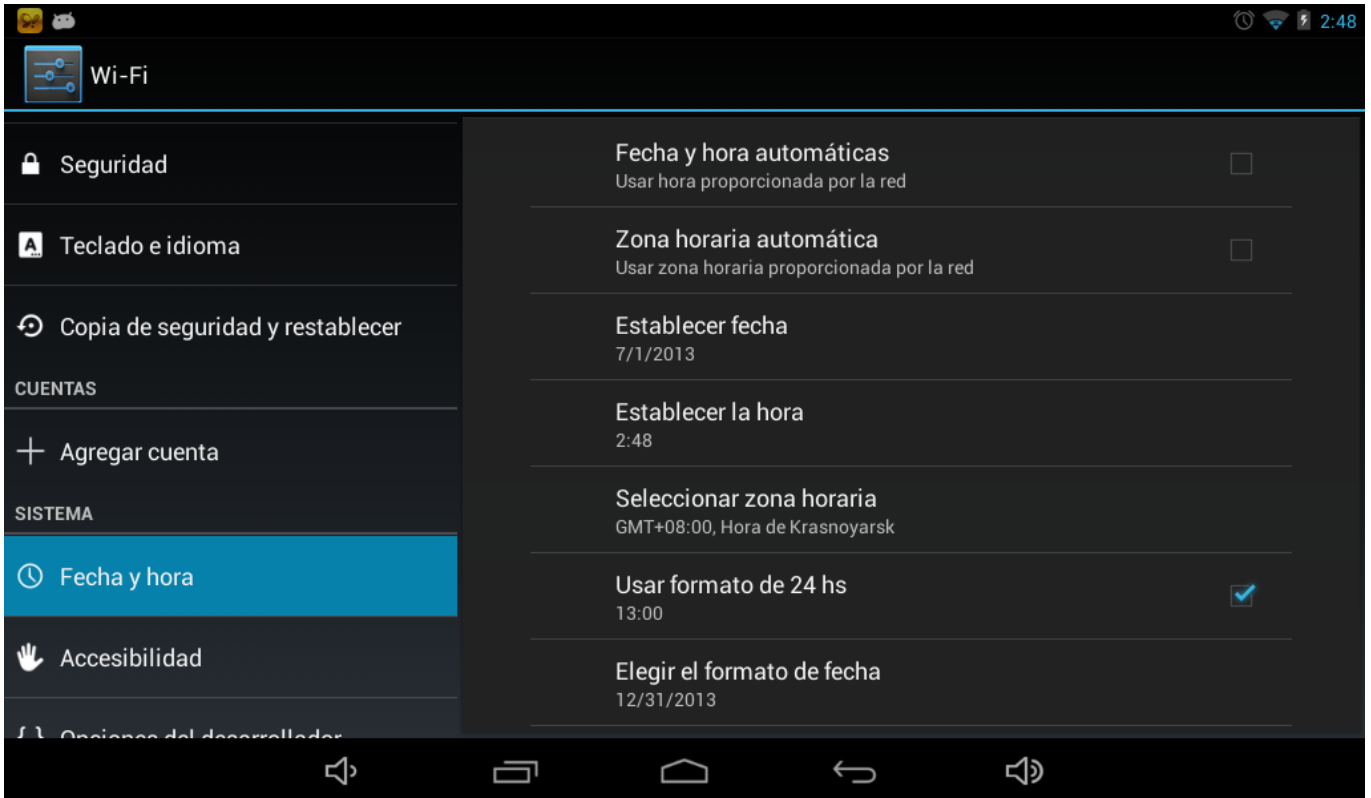 2:48
Wi-Fi
Seguridad
Teclado e idioma
Copia de seguridad y restablecer
CUENTAS
Agregar cuenta
SISTEMA
Fecha y hora
Accesibilidad
Opciones del desarrollador
Fecha y hora automáticas
Usar hora proporcionada por la red
Zona horaria automática
Usar zona horaria proporcionada por la red
Establecer fecha
7/1/2013
Establecer la hora
2:48
Seleccionar zona horaria
GMT+08:00, Hora de Krasnoyarsk
Usar formato de 24 hs
13:00
Elegir el formato de fecha
12/31/2013